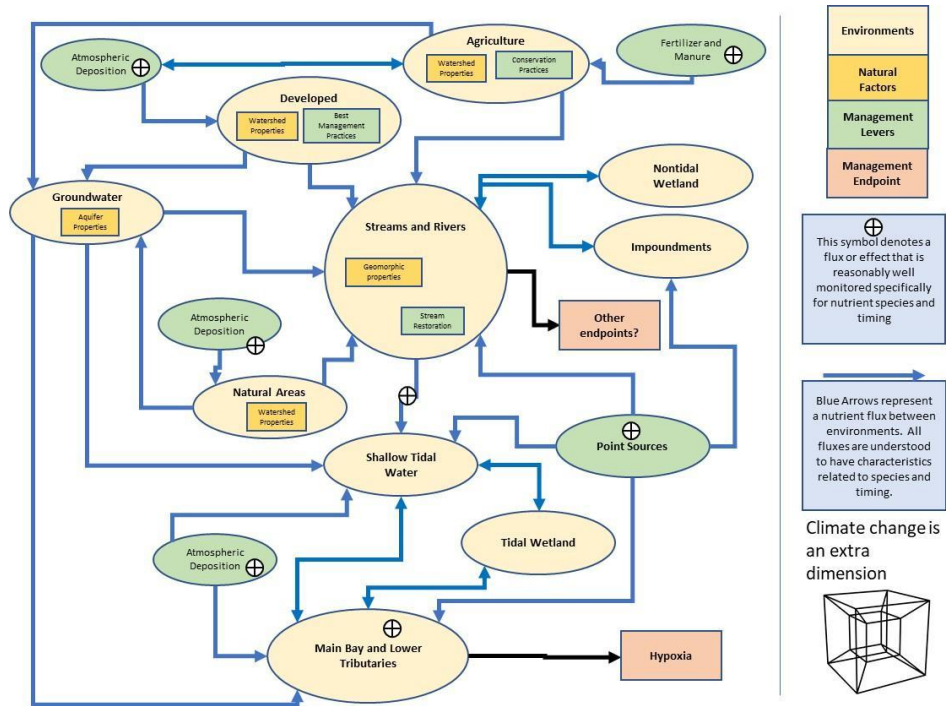 Agriculture
Watershed
Properties
Conservation
Practices
Fertilizer and
Manure
Atmospheric
Deposition
Developed
Watershed
Properties
Best
Management
Practices
Nontidal
Wetland
Groundwater
Aquifer
Properties
Streams and Rivers
Impoundments
Geomorphic
properties
Stream
Restoration
Atmospheric
Deposition
Other
endpoints?
Natural Areas
Watershed
Properties
Point Sources
Shallow Tidal
Water
Tidal Wetland
Atmospheric
Deposition
Main Bay and Lower
Tributaries
Hypoxia
Environments
Natural
Factors
Management
Levers
Management
Endpoint
This symbol denotes a
flux or effect that is
reasonably well
monitored specifically
for nutrient species and
timing
Blue Arrows represent
a nutrient flux between
environments. All
fluxes are understood
to have characteristics
related to species and
timing.
Climate change is
an extra
dimension